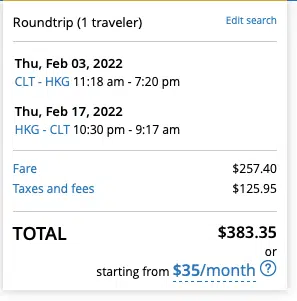 Roundtrip (1 traveler) Edit search
Thu, Feb 03, 2022
CLT - HKG 11:18 am - 7:20 pm
Thu, Feb 17, 2022
HKG - CLT 10:30 pm - 9:17 am
Fare $257.40
Taxes and fees $125.95
TOTAL $383.35
or
starting from $35/month ?